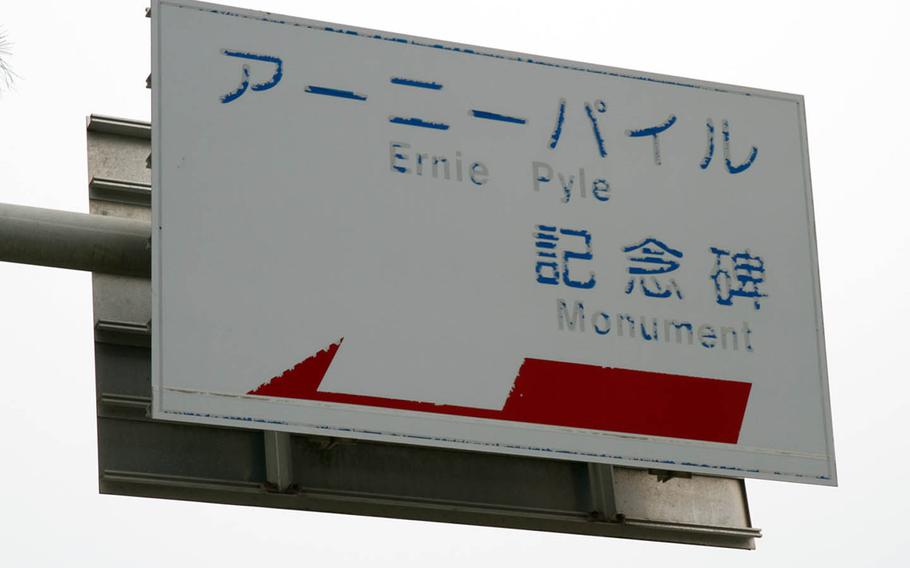 アーニーパイル
Ernie Pyle
記念碑
Monument